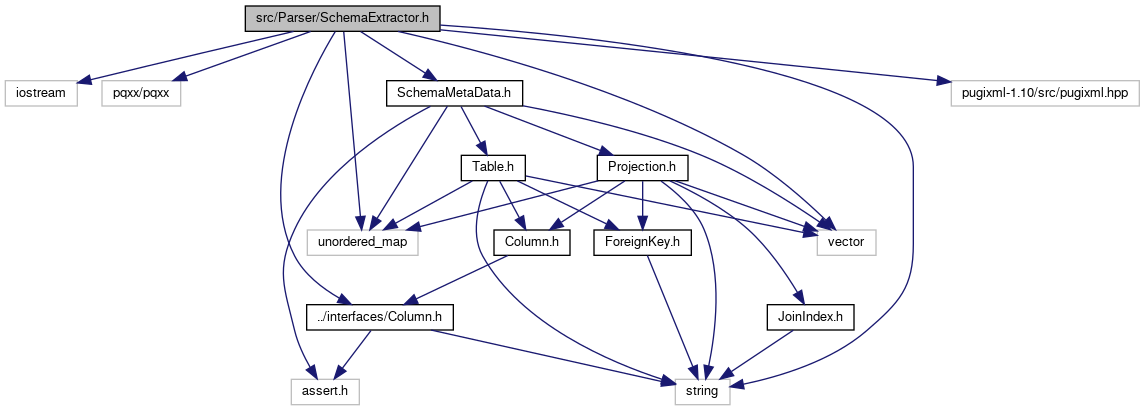 src/Parser/SchemaExtractor.h
iostream
pqxx/pqxx
SchemaMetaData.h
pugixml-1.10/src/pugixml.hpp
Table.h
Projection.h
unordered_map
Column.h
ForeignKey.h
vector
../interfaces/Column.h
JoinIndex.h
assert.h
string